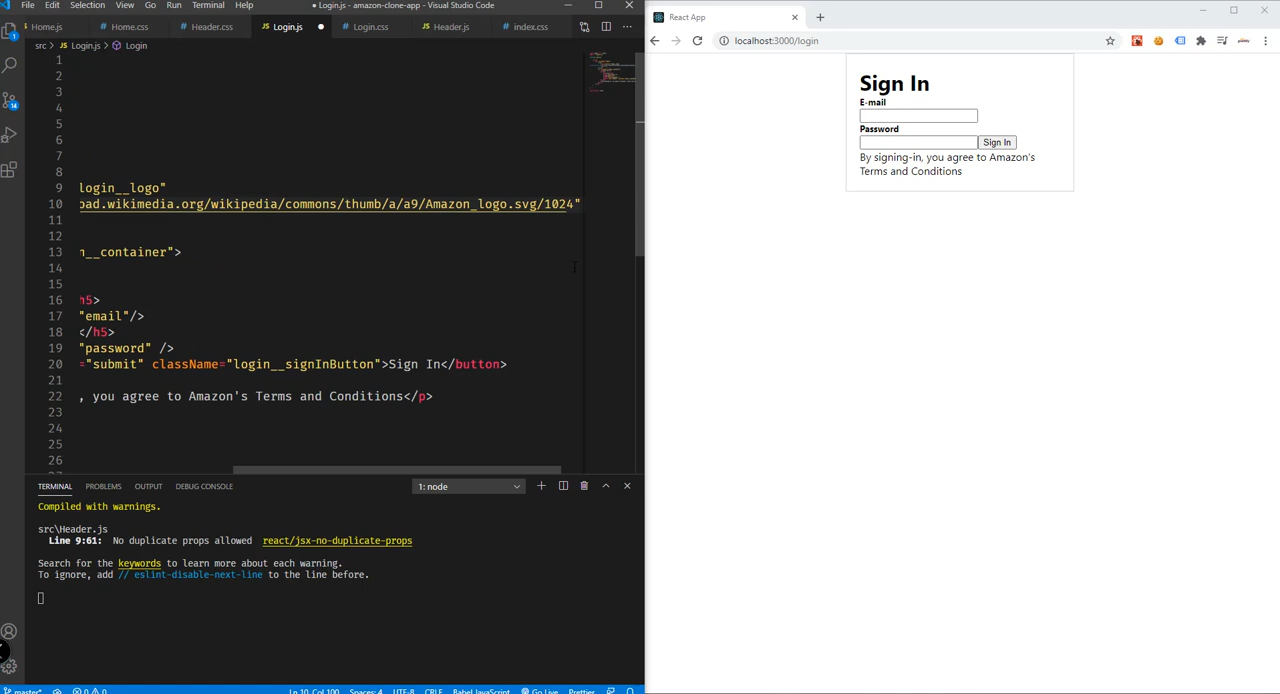 File Edit Selection View Go Run Terminal Help ● Login.js - amazon-clone-app - Visual Studio Code
Home.js Home.css Header.css Login.js Login.css Header.js index.css
src > Login.js > Login
1
2
3
4
5
6
7
8
9 login__logo"
10 oad.wikimedia.org/wikipedia/commons/thumb/a/a9/Amazon_logo.svg/1024"
11
12
13 n__container">
14
15
16 h5>
17 "email"/>
18 </h5>
19 "password" />
20 ="submit" className="login__signInButton">Sign In</button>
21
22 , you agree to Amazon's Terms and Conditions</p>
23
24
25
26
TERMINAL PROBLEMS OUTPUT DEBUG CONSOLE 1: node
Compiled with warnings.
src\Header.js
Line 9:61: No duplicate props allowed react/jsx-no-duplicate-props
Search for the keywords to learn more about each warning.
To ignore, add // eslint-disable-next-line to the line before.
master* 0 0 Ln 10, Col 100 Spaces: 4 UTF-8 CRLF Babel JavaScript Go Live Prettier
React App
localhost:3000/login
Sign In
E-mail
Password
Sign In
By signing-in, you agree to Amazon's
Terms and Conditions